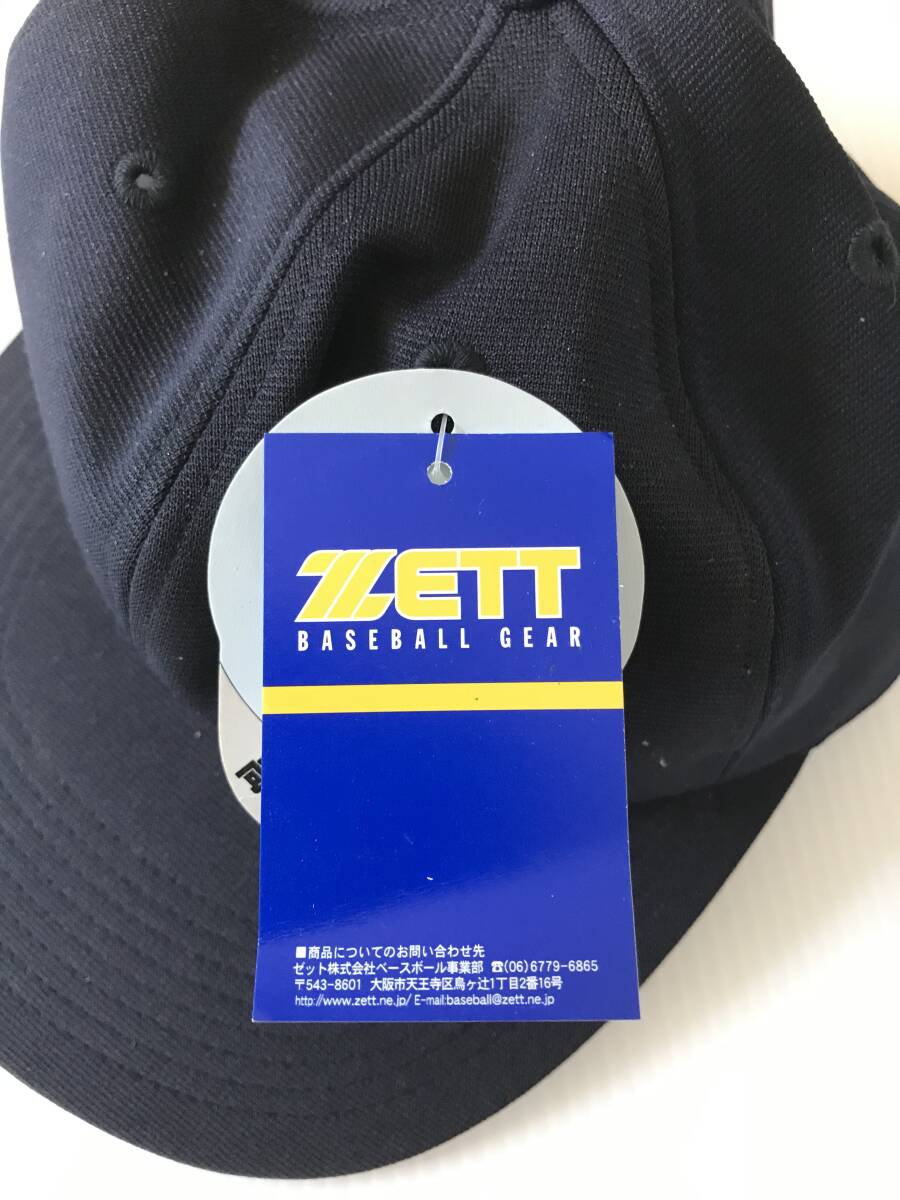 ZETT
BASEBALL GEAR
■商品についてのお問い合わせ先
ゼット株式会社ベースボール事業部 ☎(06)6779-6865
〒543-8601 大阪市天王寺区烏ヶ辻1丁目2番16号
http://www.zett.ne.jp/ E-mail:baseball@zett.ne.jp